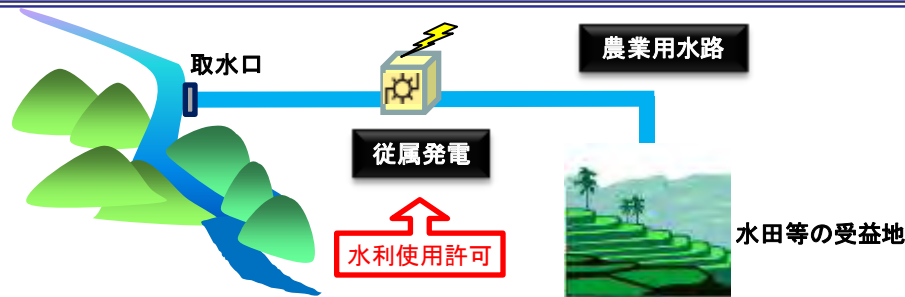 取水口
農業用水路
従属発電
水利使用許可
水田等の受益地